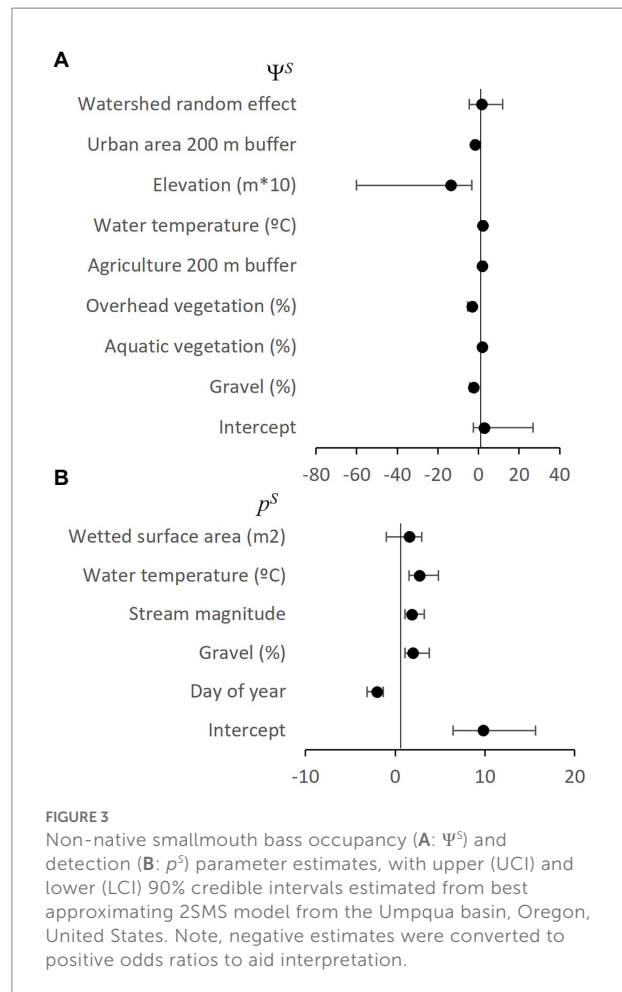 A
Ψˢ
Watershed random effect
Urban area 200 m buffer
Elevation (m*10)
Water temperature (ºC)
Agriculture 200 m buffer
Overhead vegetation (%)
Aquatic vegetation (%)
Gravel (%)
Intercept
-80 -60 -40 -20 0 20 40
B
pˢ
Wetted surface area (m2)
Water temperature (ºC)
Stream magnitude
Gravel (%)
Day of year
Intercept
-10 0 10 20
FIGURE 3
Non-native smallmouth bass occupancy (A: Ψˢ) and
detection (B: pˢ) parameter estimates, with upper (UCI) and
lower (LCI) 90% credible intervals estimated from best
approximating 2SMS model from the Umpqua basin, Oregon,
United States. Note, negative estimates were converted to
positive odds ratios to aid interpretation.